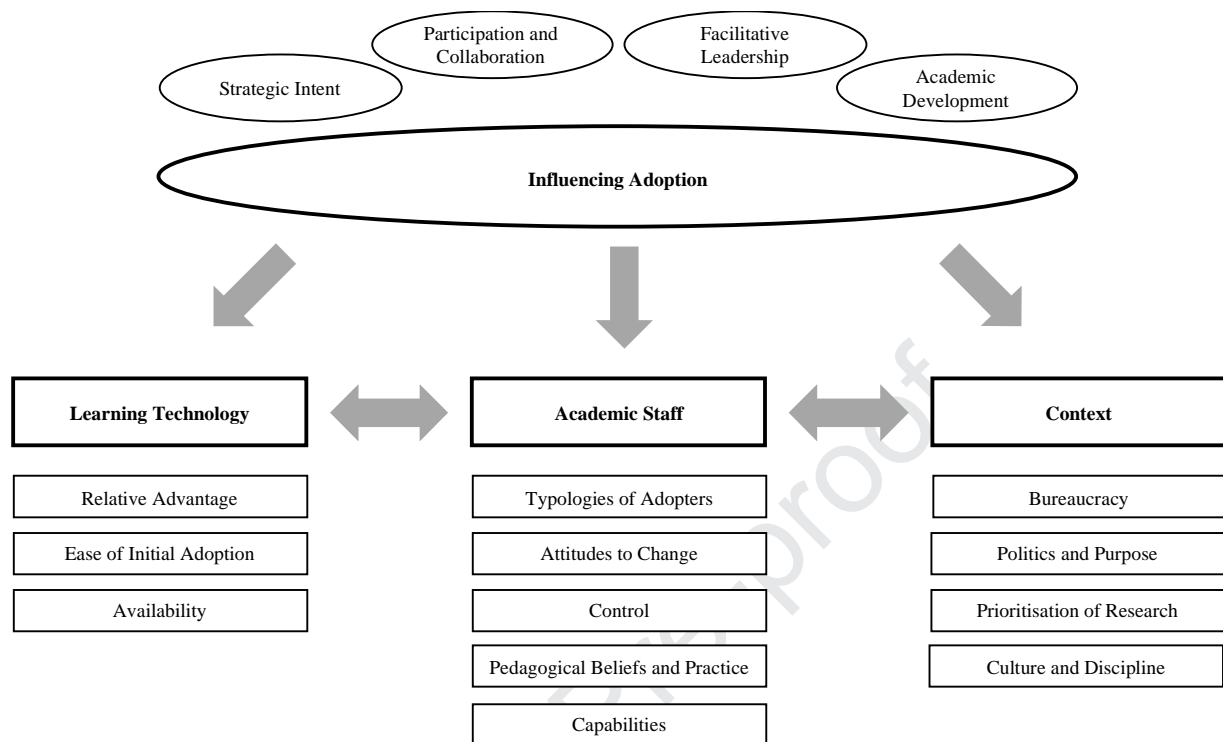 Participation and
Collaboration
Facilitative
Leadership
Strategic Intent
Academic
Development
Influencing Adoption
Learning Technology
Academic Staff
Context
Relative Advantage
Typologies of Adopters
Bureaucracy
Ease of Initial Adoption
Attitudes to Change
Politics and Purpose
Availability
Control
Prioritisation of Research
Pedagogical Beliefs and Practice
Culture and Discipline
Capabilities
Pre-proof